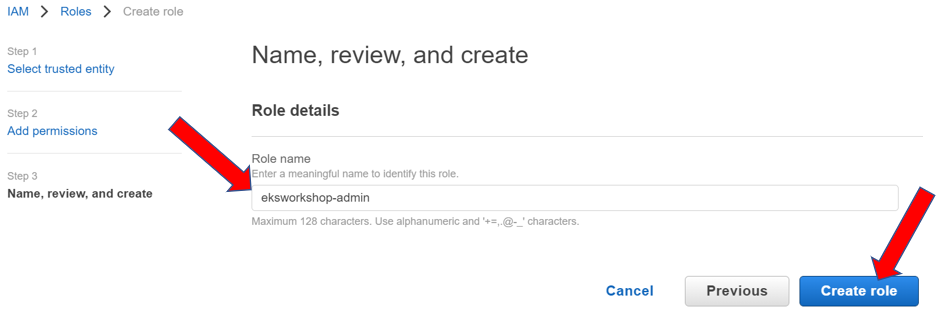 IAM > Roles > Create role
Step 1
Select trusted entity
Step 2
Add permissions
Step 3
Name, review, and create
Name, review, and create
Role details
Role name
Enter a meaningful name to identify this role.
eksworkshop-admin
Maximum 128 characters. Use alphanumeric and '+=,.@-_' characters.
Cancel Previous Create role